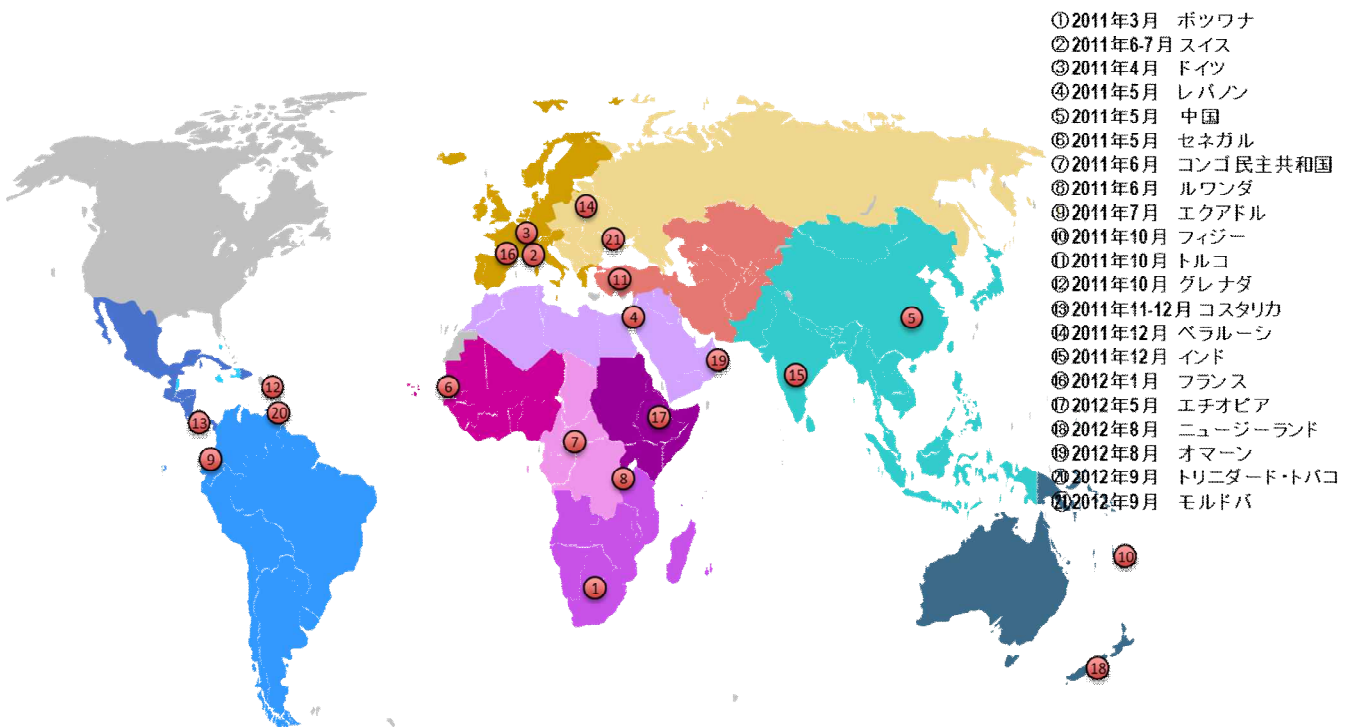 ①2011年3月 ボツワナ
②2011年6-7月 スイス
③2011年4月 ドイツ
④2011年5月 レバノン
⑤2011年5月 中国
⑥2011年5月 セネガル
⑦2011年6月 コンゴ民主共和国
⑧2011年6月 ルワンダ
⑨2011年7月 エクアドル
⑩2011年10月 フィジー
⑪2011年10月 トルコ
⑫2011年10月 グレナダ
⑬2011年11-12月 コスタリカ
⑭2011年12月 ベラルーシ
⑮2011年12月 インド
⑯2012年1月 フランス
⑰2012年5月 エチオピア
⑱2012年8月 ニュージーランド
⑲2012年8月 オマーン
⑳2012年9月 トリニダード・トバコ
㉑2012年9月 モルドバ
14
3
21
16
2
11
4
5
19
15
6
12
20
13
17
9
7
8
10
1
18